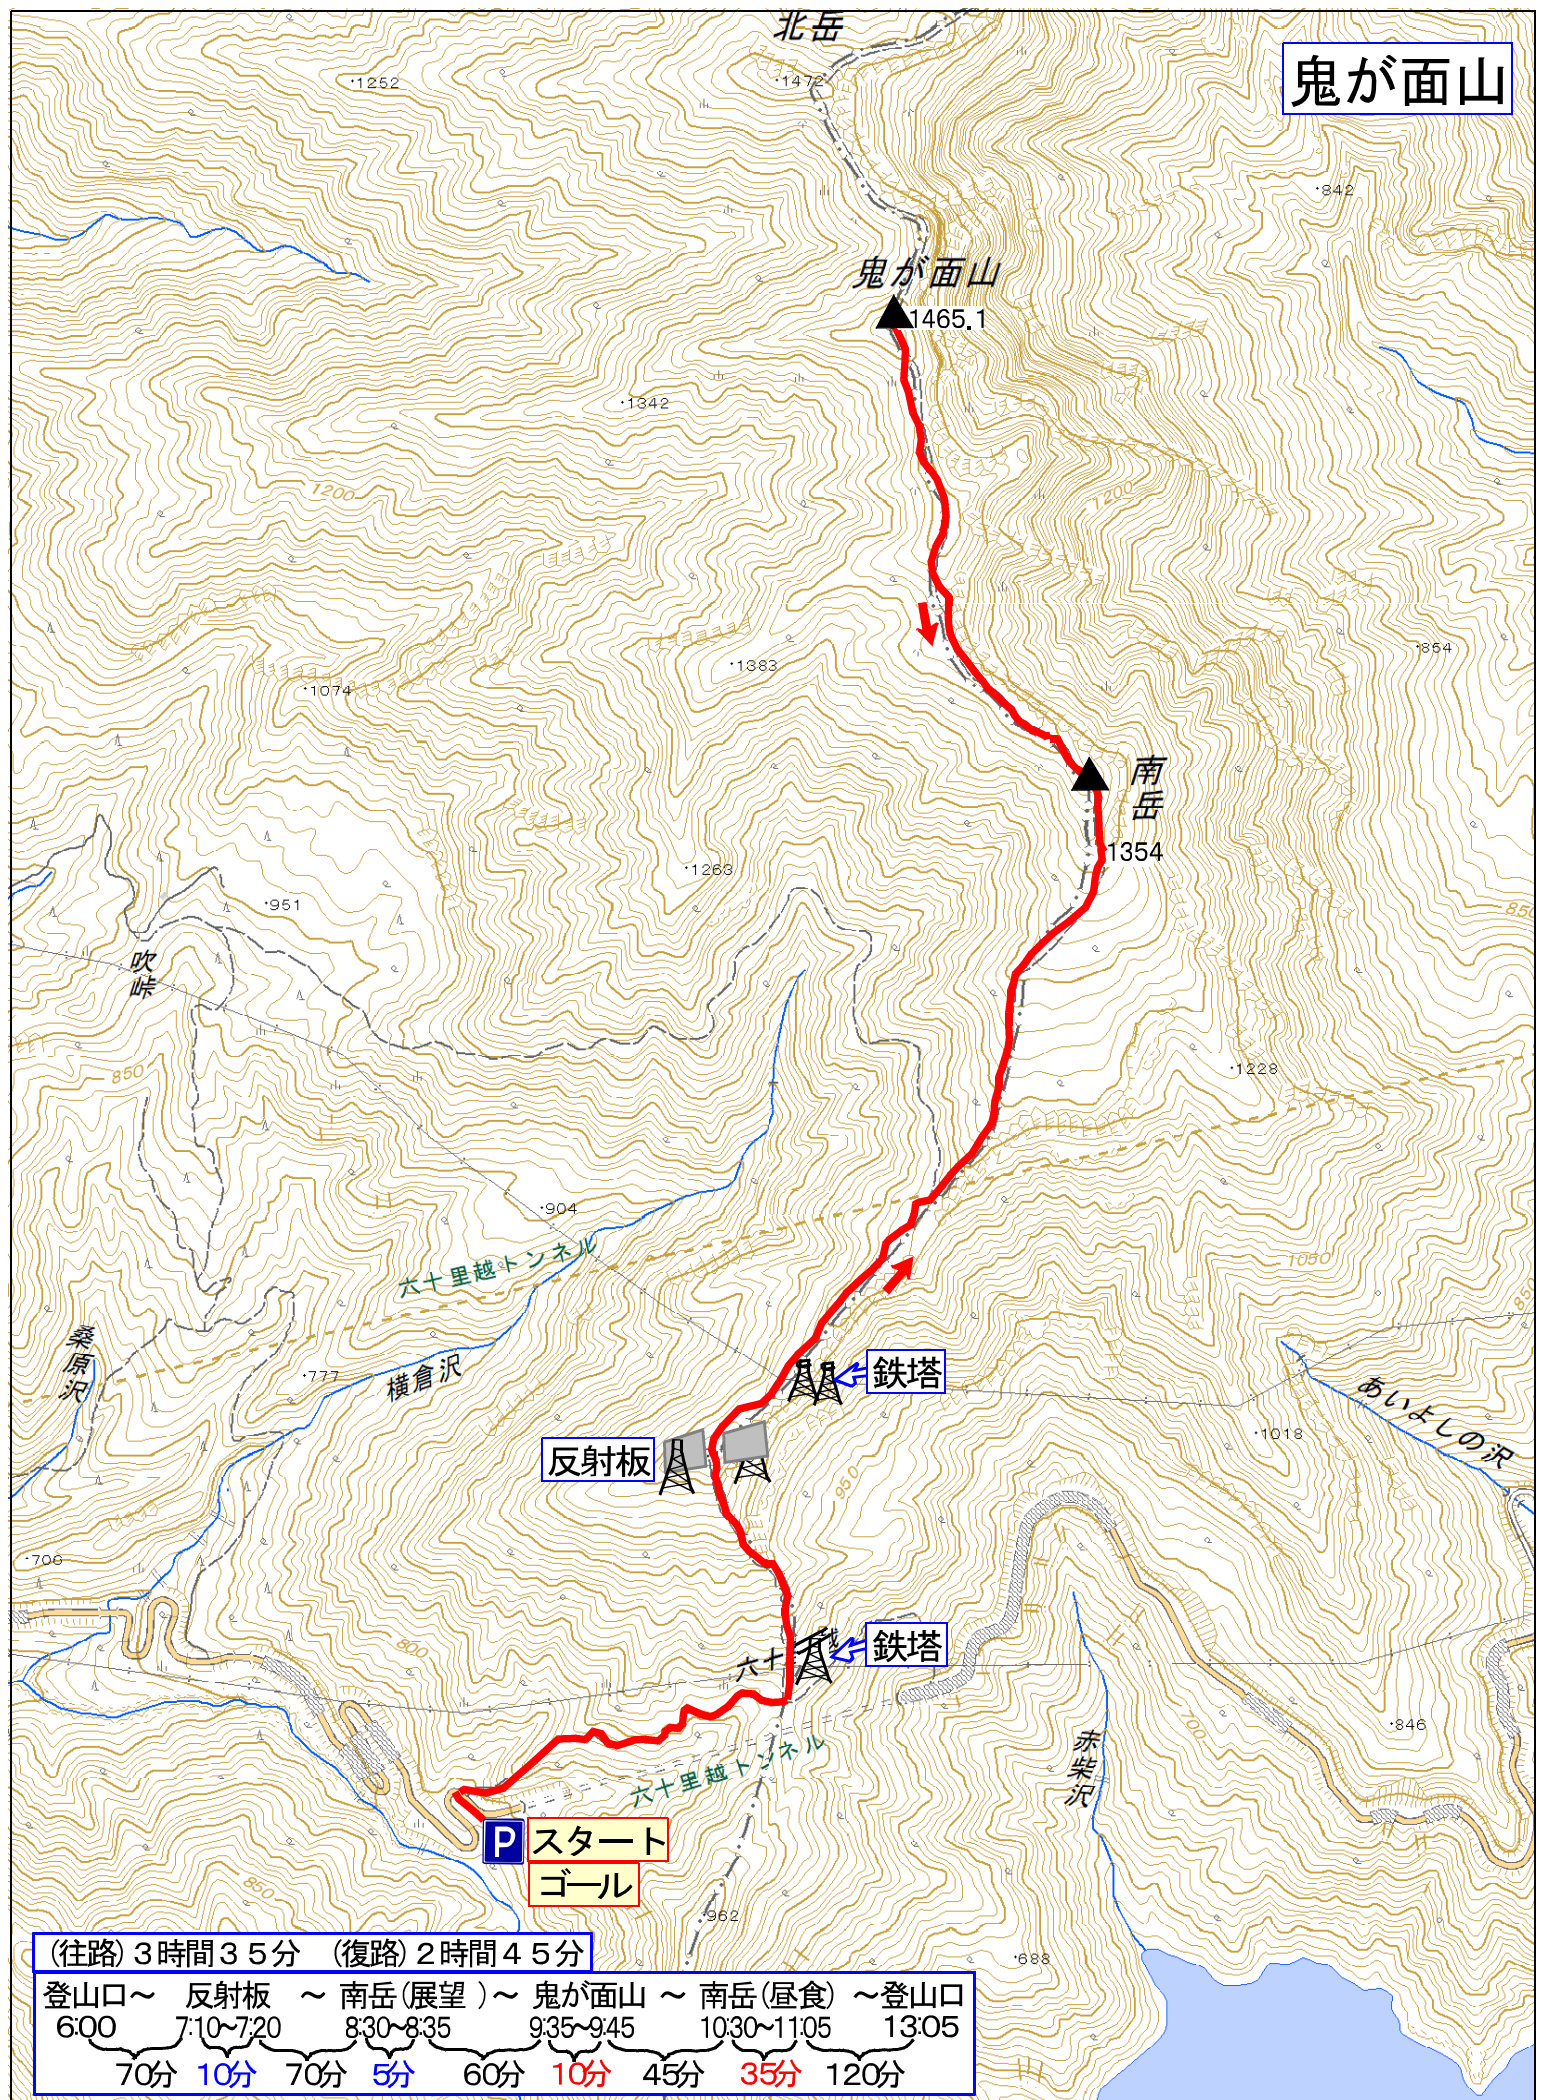 北岳
鬼が面山
1252
1472
842
鬼が面山
1465.1
1342
1200
1200
854
1383
1074
南岳
1354
1263
951
850
吹峠
850
1228
904
六十里越トンネル
1050
850
桑原沢
777
横倉沢
鉄塔
あいよしの沢
1018
反射板
950
706
800
鉄塔
六十
越
700
846
赤柴沢
六十里越トンネル
P
スタート
ゴール
850
962
688
(往路)3時間35分 (復路)2時間45分
登山口～ 反射板 ～ 南岳(展望)～ 鬼が面山 ～ 南岳(昼食) ～登山口
6:00 7:10～7:20 8:30～8:35 9:35～9:45 10:30～11:05 13:05
70分 10分 70分 5分 60分 10分 45分 35分 120分